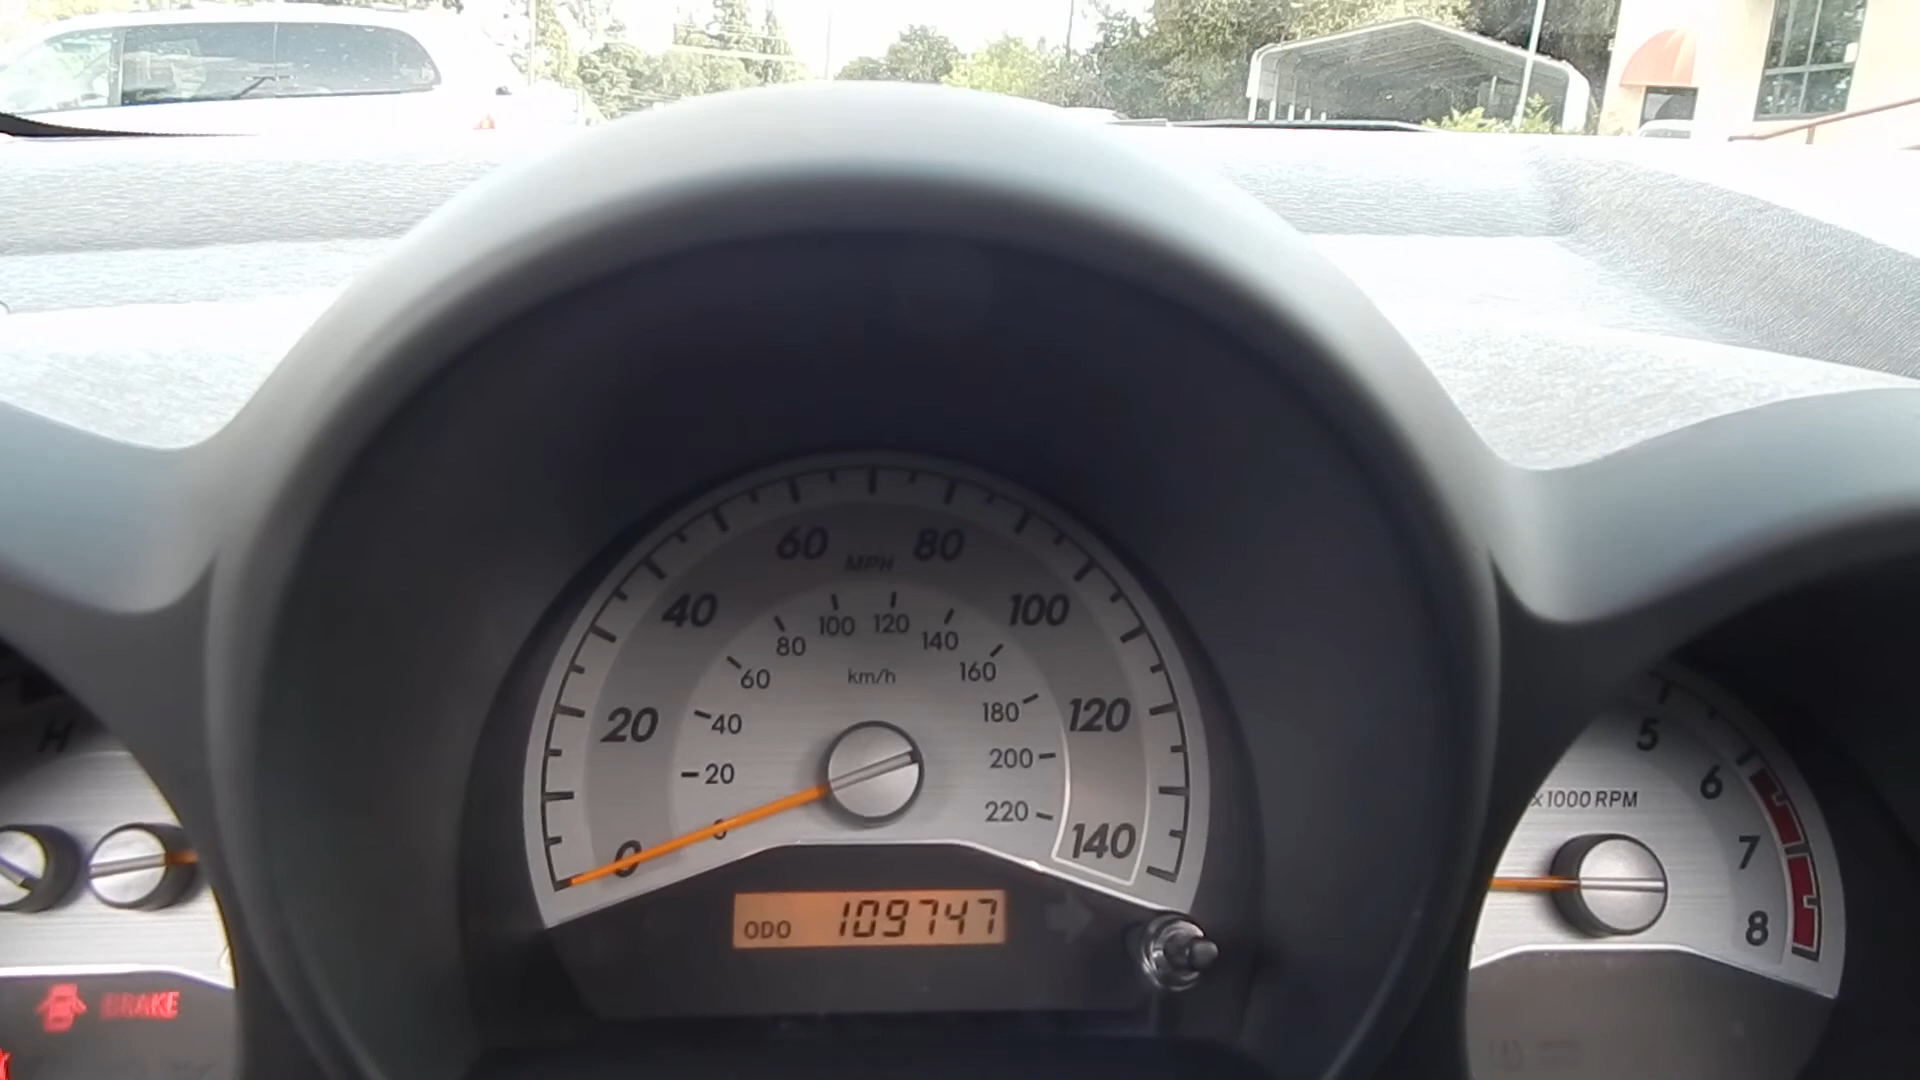 60 MPH 80
40 100
100 120
80 140
60 km/h 160
20 40 180 120
20 200
0 220
0 140
ODO 109747
H
BRAKE
5
6
x1000 RPM
7
8